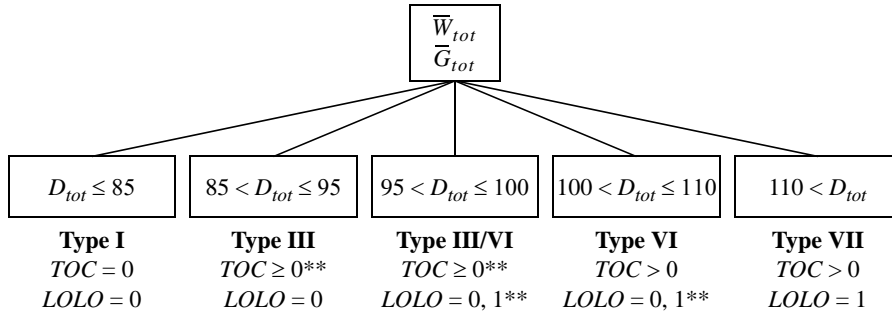 W̅tot
G̅tot
Dtot ≤ 85
85 < Dtot ≤ 95
95 < Dtot ≤ 100
100 < Dtot ≤ 110
110 < Dtot
Type I
Type III
Type III/VI
Type VI
Type VII
TOC = 0
TOC ≥ 0**
TOC ≥ 0**
TOC > 0
TOC > 0
LOLO = 0
LOLO = 0
LOLO = 0, 1**
LOLO = 0, 1**
LOLO = 1